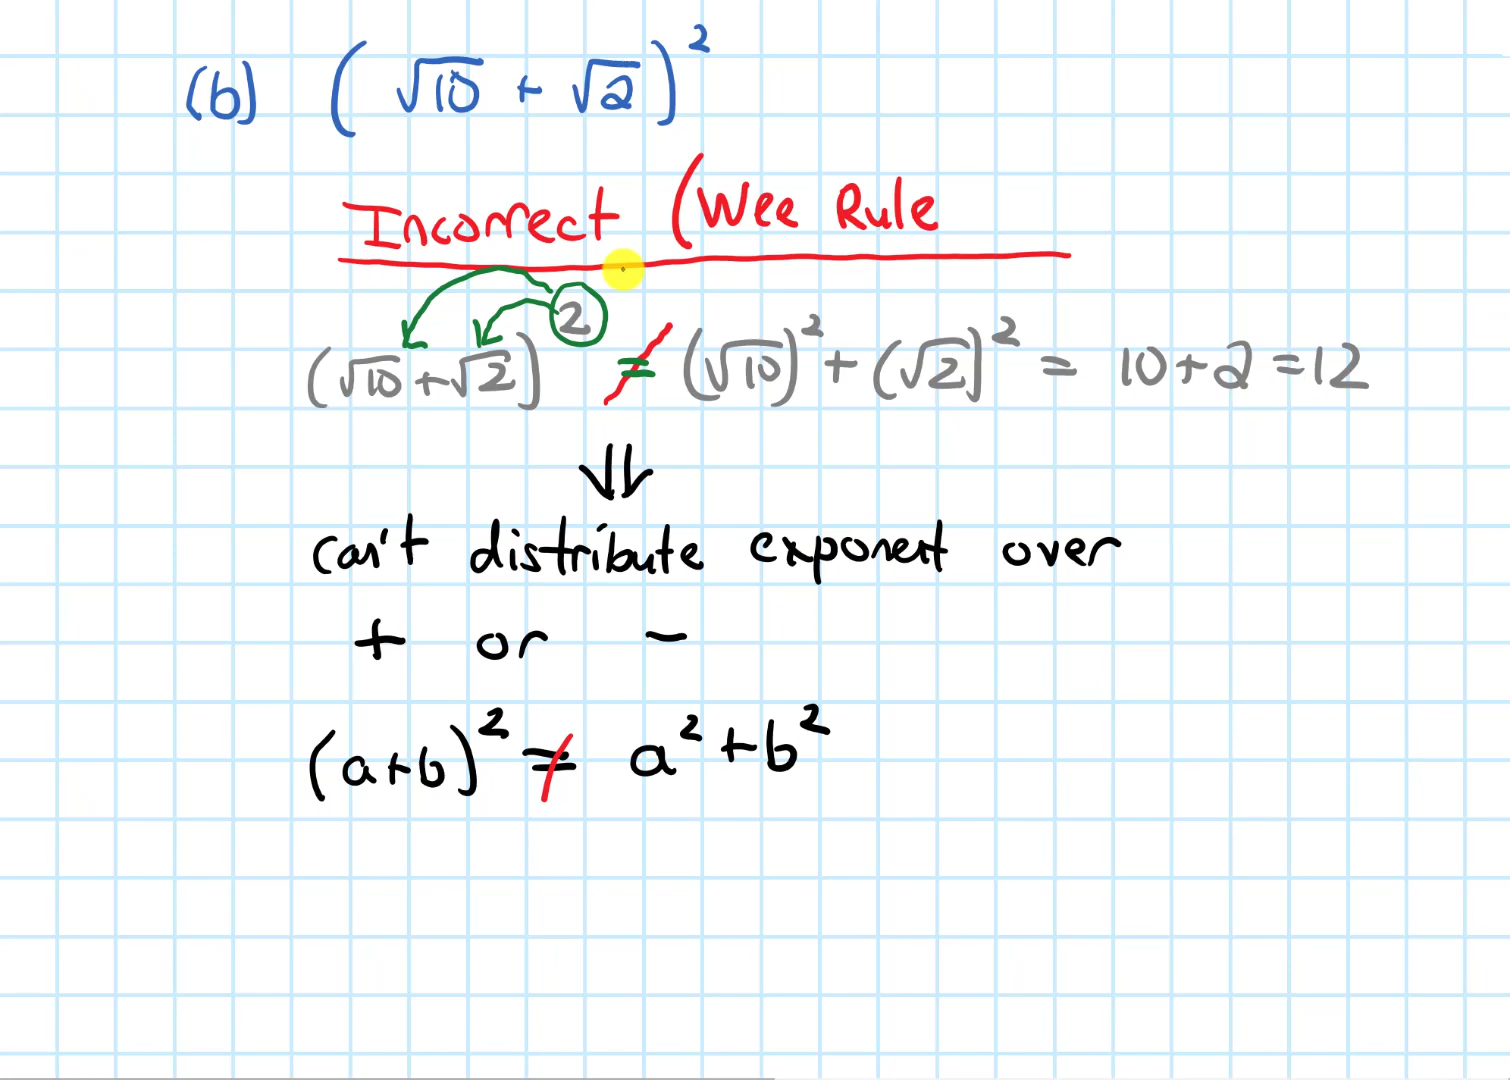 (b) (√10 + √2)²
Incorrect (Wee Rule
(√10 + √2)² ≠ (√10)² + (√2)² = 10 + 2 = 12
⇓
can't distribute exponent over
+ or −
(a+b)² ≠ a² + b²